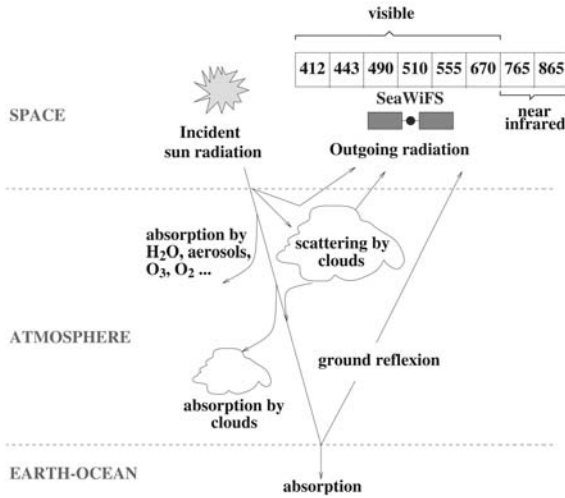 visible
412 443 490 510 555 670 765 865
SeaWiFS
near
infrared
SPACE
Incident
sun radiation
Outgoing radiation
absorption by
H₂O, aerosols,
O₃, O₂ ...
scattering by
clouds
ATMOSPHERE
ground reflexion
absorption by
clouds
EARTH-OCEAN
absorption